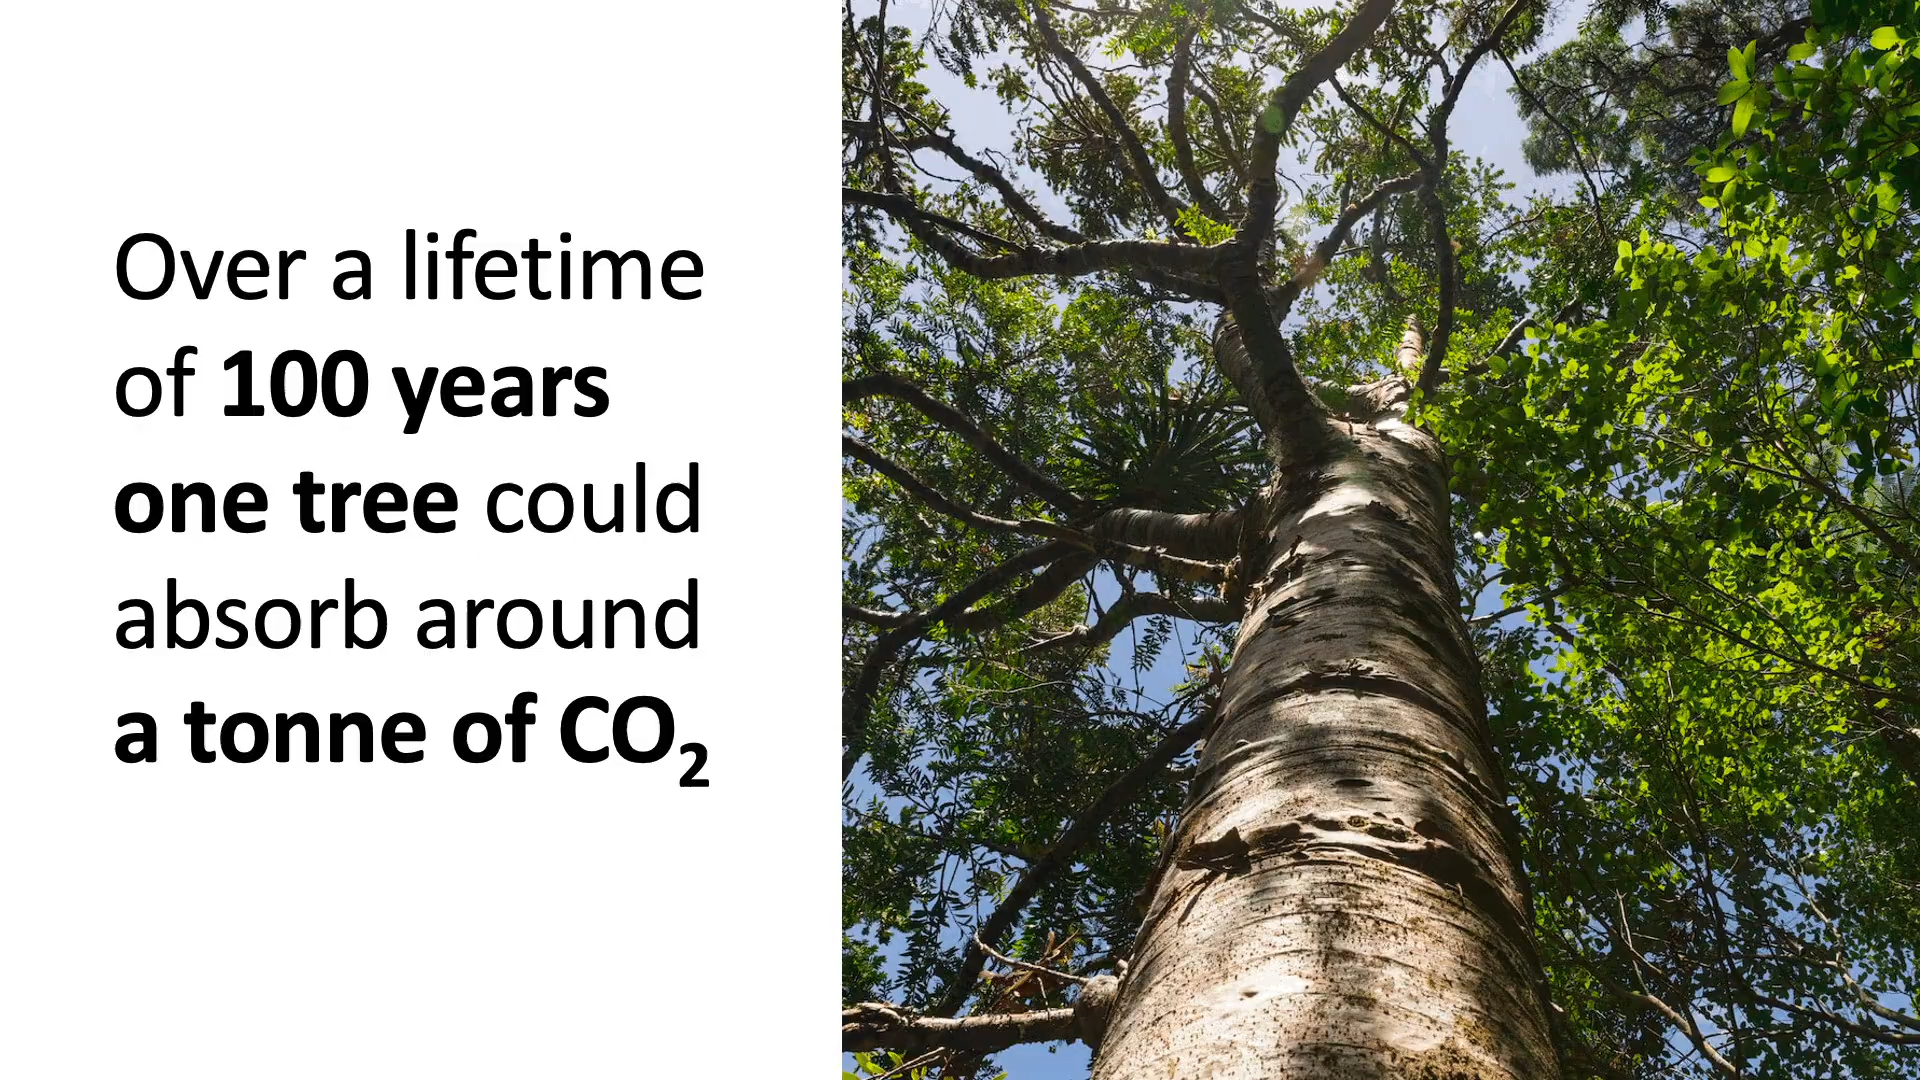 Over a lifetime
of 100 years
one tree could
absorb around
a tonne of CO₂